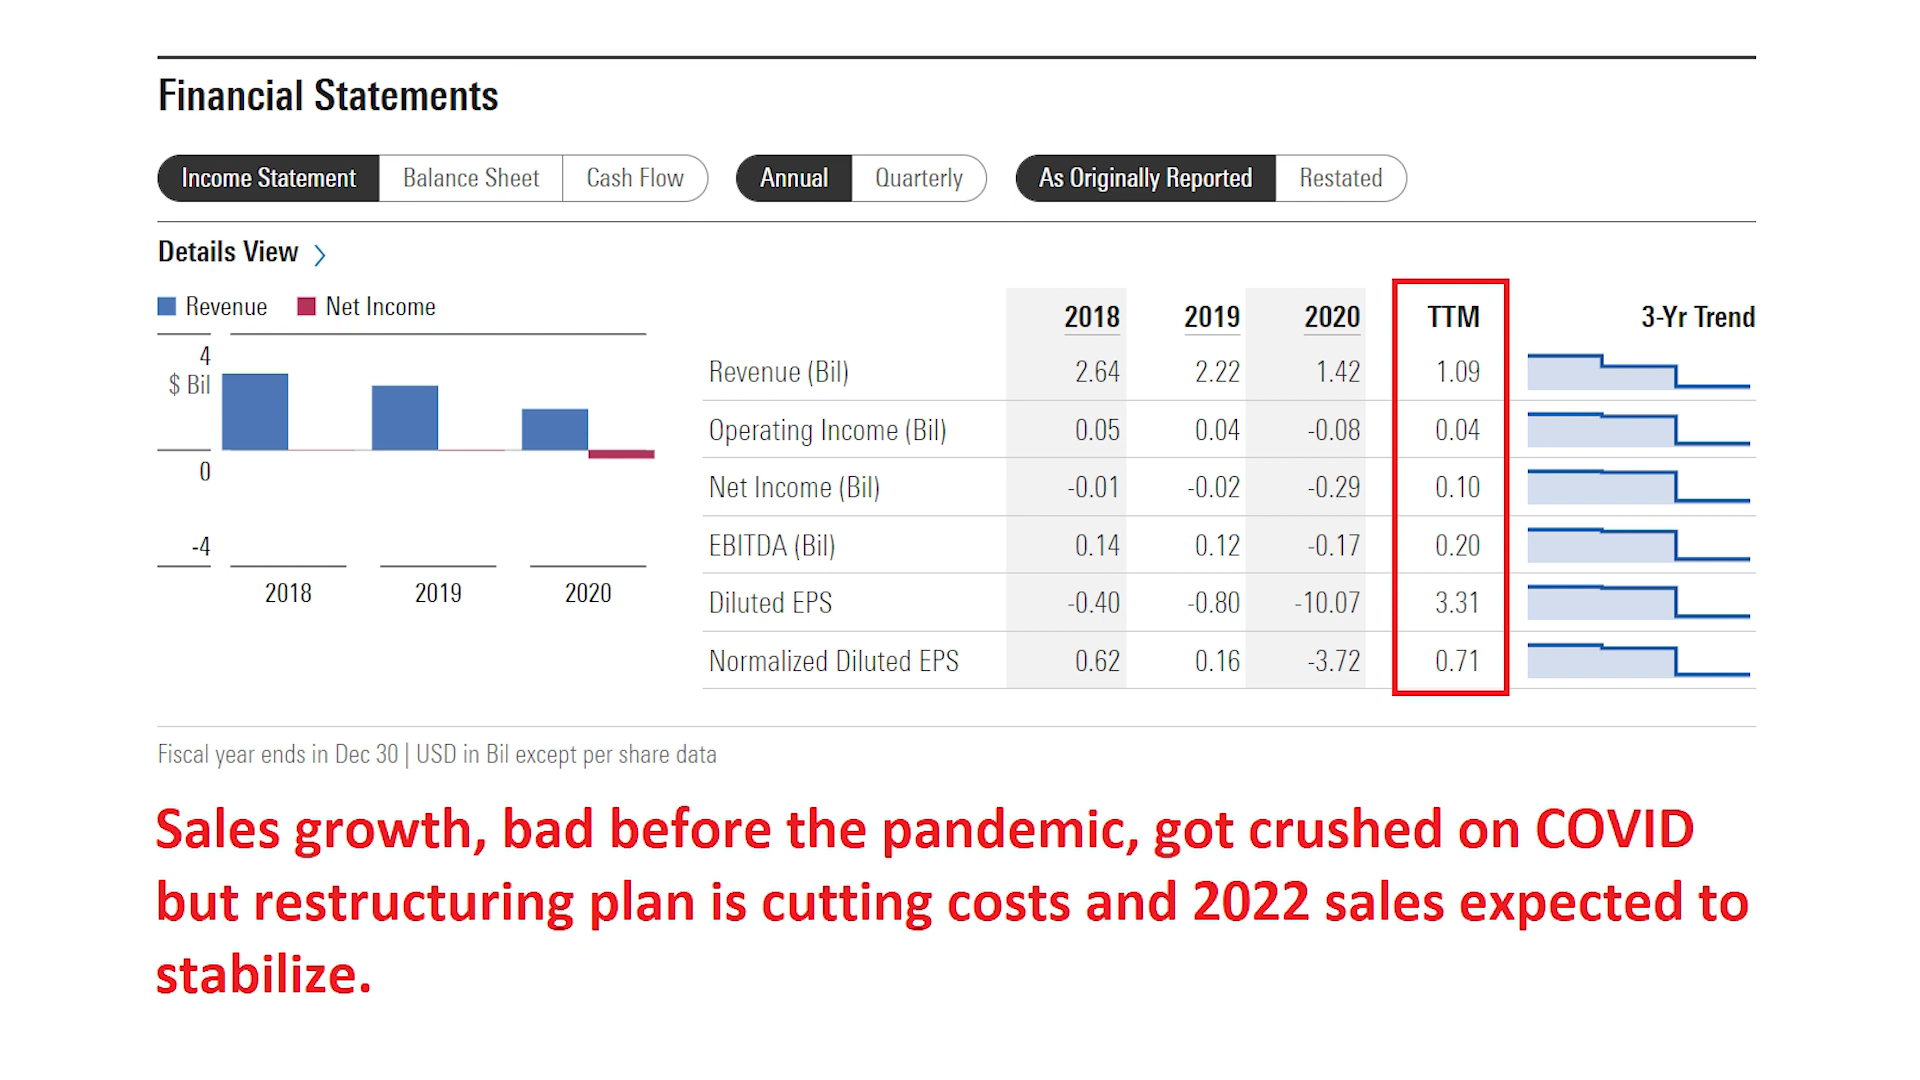 Financial Statements
Income Statement Balance Sheet Cash Flow Annual Quarterly As Originally Reported Restated
Details View
Revenue Net Income
4
$ Bil
0
-4
2018 2019 2020
2018 2019 2020 TTM 3-Yr Trend
Revenue (Bil) 2.64 2.22 1.42 1.09
Operating Income (Bil) 0.05 0.04 -0.08 0.04
Net Income (Bil) -0.01 -0.02 -0.29 0.10
EBITDA (Bil) 0.14 0.12 -0.17 0.20
Diluted EPS -0.40 -0.80 -10.07 3.31
Normalized Diluted EPS 0.62 0.16 -3.72 0.71
Fiscal year ends in Dec 30 | USD in Bil except per share data
Sales growth, bad before the pandemic, got crushed on COVID
but restructuring plan is cutting costs and 2022 sales expected to
stabilize.